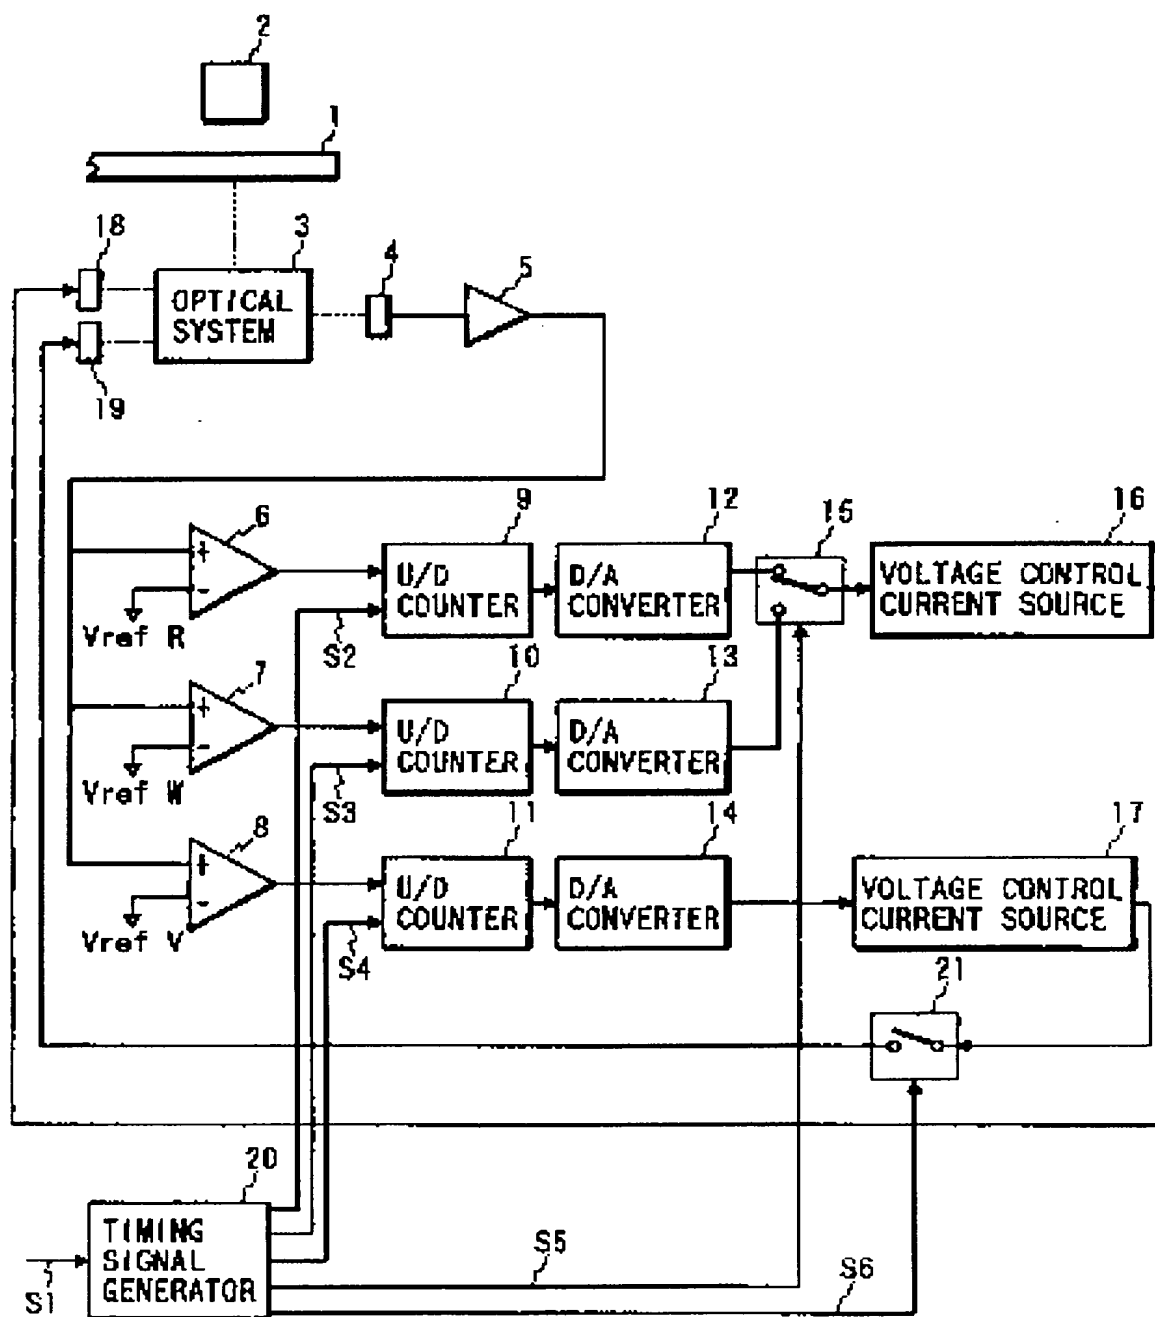 2
1
18
3
4
5
OPTICAL
SYSTEM
19
6
9
12
15
16
+
-
Vref R
U/D
COUNTER
D/A
CONVERTER
VOLTAGE CONTROL
CURRENT SOURCE
S2
7
10
13
+
-
Vref W
U/D
COUNTER
D/A
CONVERTER
S3
8
11
14
17
+
-
Vref V
U/D
COUNTER
D/A
CONVERTER
VOLTAGE CONTROL
CURRENT SOURCE
S4
21
20
TIMING
SIGNAL
GENERATOR
S1
S5
S6